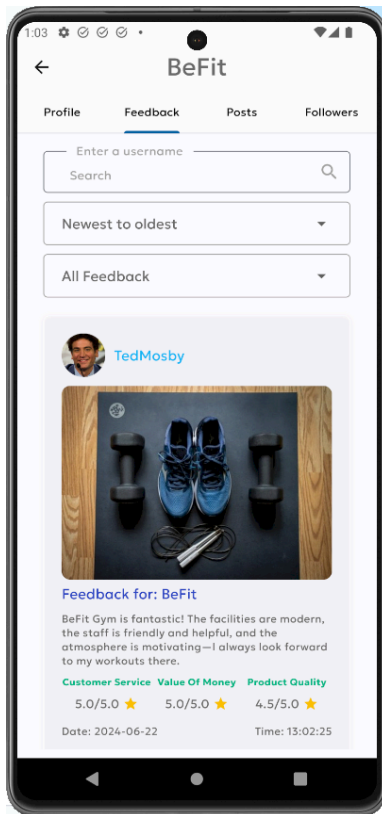 1:03
BeFit
Profile Feedback Posts Followers
Enter a username
Search
Newest to oldest
All Feedback
TedMosby
Feedback for: BeFit
BeFit Gym is fantastic! The facilities are modern,
the staff is friendly and helpful, and the
atmosphere is motivating—I always look forward
to my workouts there.
Customer Service Value Of Money Product Quality
5.0/5.0 5.0/5.0 4.5/5.0
Date: 2024-06-22 Time: 13:02:25